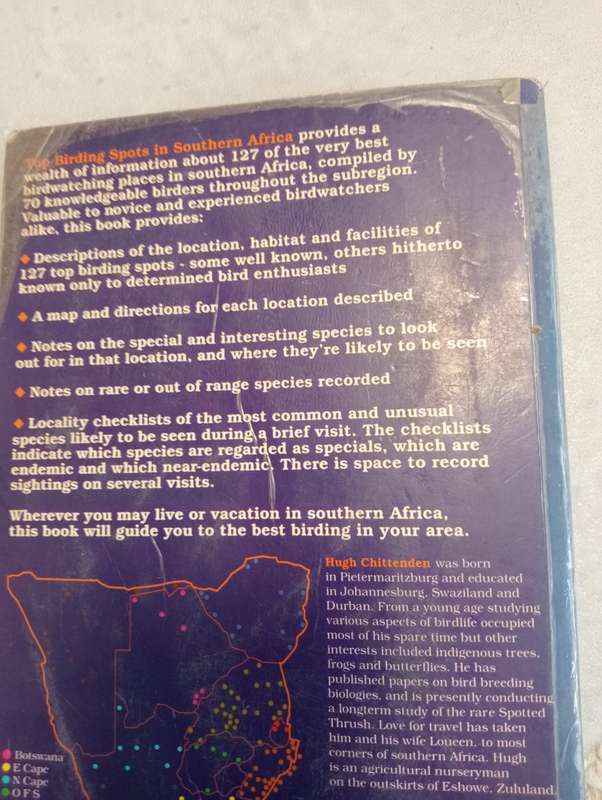 Top Birding Spots in Southern Africa provides a
wealth of information about 127 of the very best
birdwatching places in southern Africa, compiled by
70 knowledgeable birders throughout the subregion.
Valuable to novice and experienced birdwatchers
alike, this book provides:
◆ Descriptions of the location, habitat and facilities of
127 top birding spots - some well known, others hitherto
known only to determined bird enthusiasts
◆ A map and directions for each location described
◆ Notes on the special and interesting species to look
out for in that location, and where they're likely to be seen
◆ Notes on rare or out of range species recorded
◆ Locality checklists of the most common and unusual
species likely to be seen during a brief visit. The checklists
indicate which species are regarded as specials, which are
endemic and which near-endemic. There is space to record
sightings on several visits.
Wherever you may live or vacation in southern Africa,
this book will guide you to the best birding in your area.
Hugh Chittenden was born
in Pietermaritzburg and educated
in Johannesburg, Swaziland and
Durban. From a young age studying
various aspects of birdlife occupied
most of his spare time but other
interests included indigenous trees,
frogs and butterflies. He has
published papers on bird breeding
biologies, and is presently conducting
a longterm study of the rare Spotted
Thrush. Love for travel has taken
him and his wife Loueen, to most
corners of southern Africa. Hugh
is an agricultural nurseryman
on the outskirts of Eshowe, Zululand.
Botswana
E Cape
N Cape
O F S